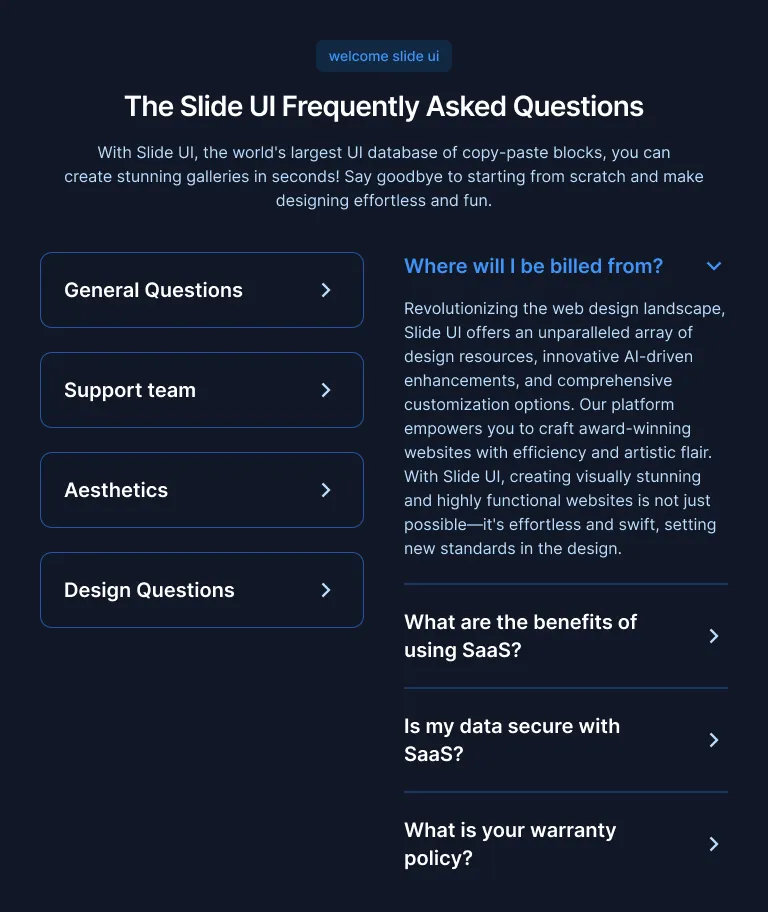 welcome slide ui
The Slide UI Frequently Asked Questions
With Slide UI, the world's largest UI database of copy-paste blocks, you can
create stunning galleries in seconds! Say goodbye to starting from scratch and make
designing effortless and fun.
General Questions
Support team
Aesthetics
Design Questions
Where will I be billed from?
Revolutionizing the web design landscape,
Slide UI offers an unparalleled array of
design resources, innovative AI-driven
enhancements, and comprehensive
customization options. Our platform
empowers you to craft award-winning
websites with efficiency and artistic flair.
With Slide UI, creating visually stunning
and highly functional websites is not just
possible—it's effortless and swift, setting
new standards in the design.
What are the benefits of
using SaaS?
Is my data secure with
SaaS?
What is your warranty
policy?